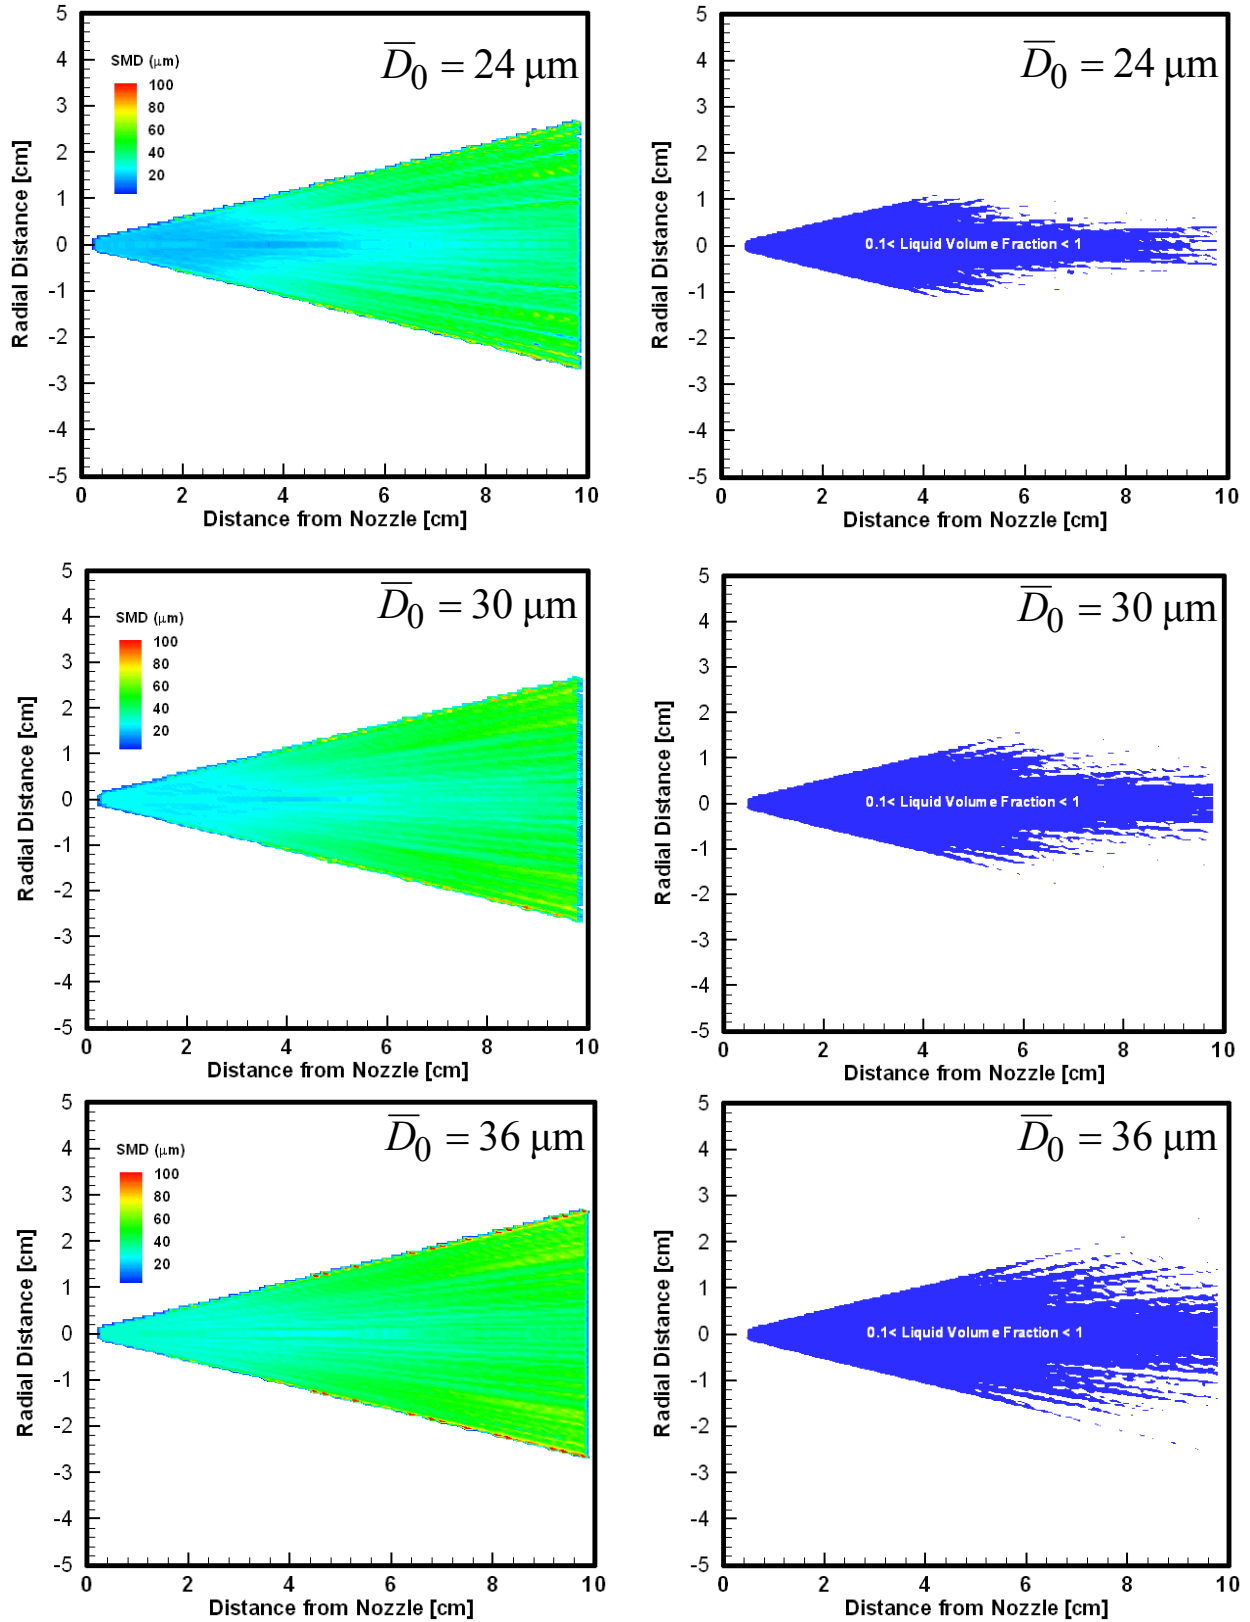 D̅₀ = 24 μm
SMD (μm)
100
80
60
40
20
5
4
3
2
1
0
-1
-2
-3
-4
-5
Radial Distance [cm]
0 2 4 6 8 10
Distance from Nozzle [cm]
D̅₀ = 24 μm
0.1< Liquid Volume Fraction < 1
5
4
3
2
1
0
-1
-2
-3
-4
-5
Radial Distance [cm]
0 2 4 6 8 10
Distance from Nozzle [cm]
D̅₀ = 30 μm
SMD (μm)
100
80
60
40
20
5
4
3
2
1
0
-1
-2
-3
-4
-5
Radial Distance [cm]
0 2 4 6 8 10
Distance from Nozzle [cm]
D̅₀ = 30 μm
0.1< Liquid Volume Fraction < 1
5
4
3
2
1
0
-1
-2
-3
-4
-5
Radial Distance [cm]
0 2 4 6 8 10
Distance from Nozzle [cm]
D̅₀ = 36 μm
SMD (μm)
100
80
60
40
20
5
4
3
2
1
0
-1
-2
-3
-4
-5
Radial Distance [cm]
0 2 4 6 8 10
Distance from Nozzle [cm]
D̅₀ = 36 μm
0.1< Liquid Volume Fraction < 1
5
4
3
2
1
0
-1
-2
-3
-4
-5
Radial Distance [cm]
0 2 4 6 8 10
Distance from Nozzle [cm]